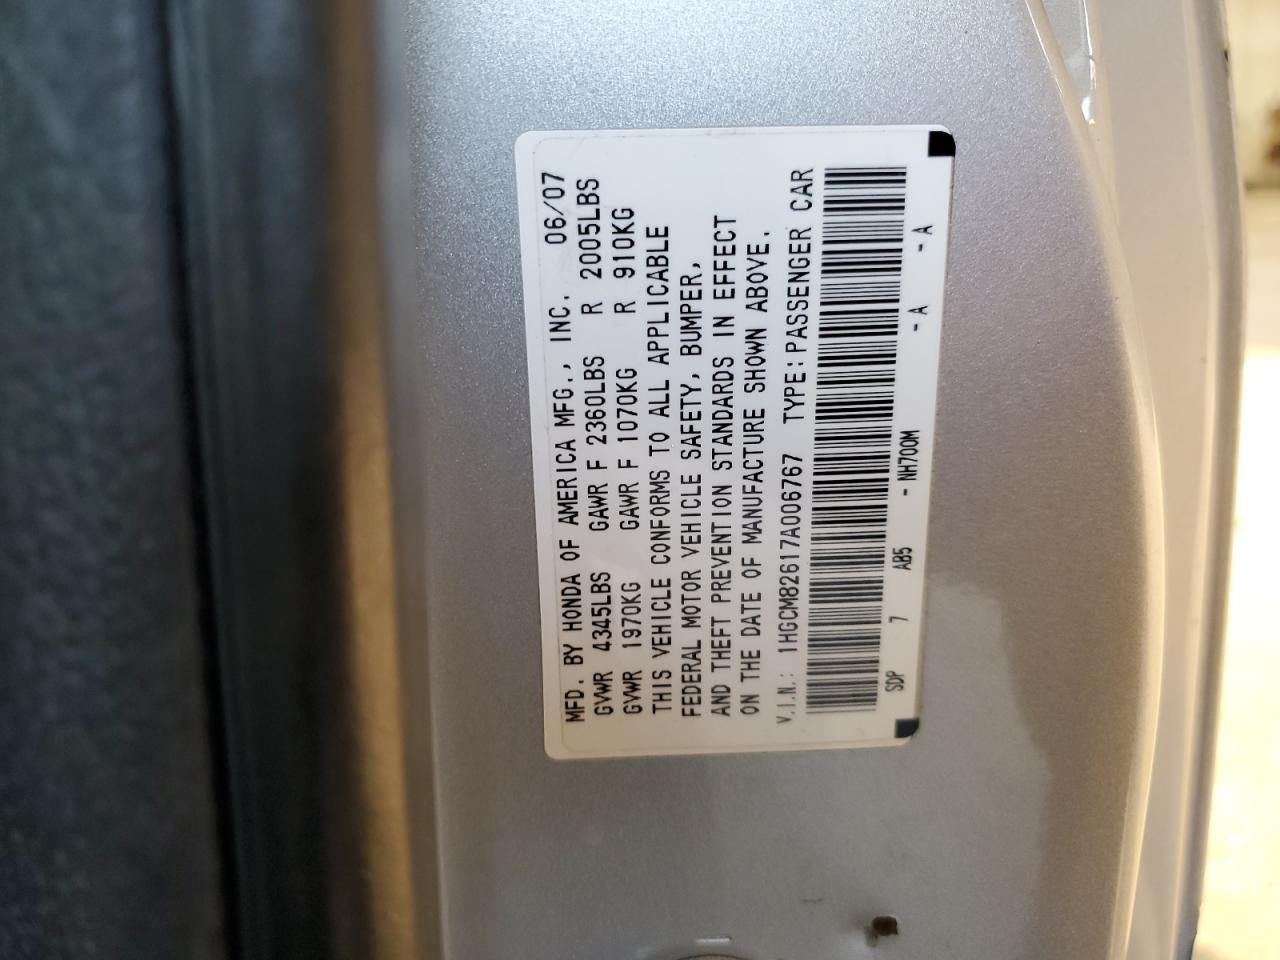 MFD. BY HONDA OF AMERICA MFG., INC. 06/07
GVWR 4345LBS GAWR F 2360LBS R 2005LBS
GVWR 1970KG GAWR F 1070KG R 910KG
THIS VEHICLE CONFORMS TO ALL APPLICABLE
FEDERAL MOTOR VEHICLE SAFETY, BUMPER,
AND THEFT PREVENTION STANDARDS IN EFFECT
ON THE DATE OF MANUFACTURE SHOWN ABOVE.
V.I.N.: 1HGCM82617A006767 TYPE:PASSENGER CAR
SDP 7 AB5 - NH700M - A - A